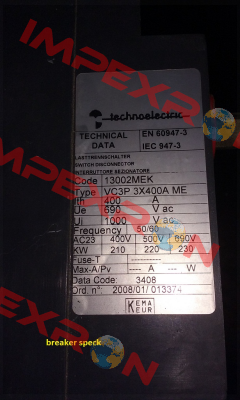 IMPEXRON
technoelectric
TECHNICAL DATA EN 60947-3
IEC 947-3
LASTTRENNSCHALTER
SWITCH DISCONNECTOR
INTERRUTTORE SEZIONATORE
Code 13002MEK
Type VC3P 3X400A ME
Ith 400 A
Ue 690 V ac
Ui 1000 V ac
Frequency 50/60
AC23 400V 500V 690V
KW 210 220 230
Fuse-T ----------
Max-A/Pv --- A --- W
Data Code: 3408
Ord. n°: 2008/01/ 013374
KEMA
KEUR
IMPEXRON
breaker speck